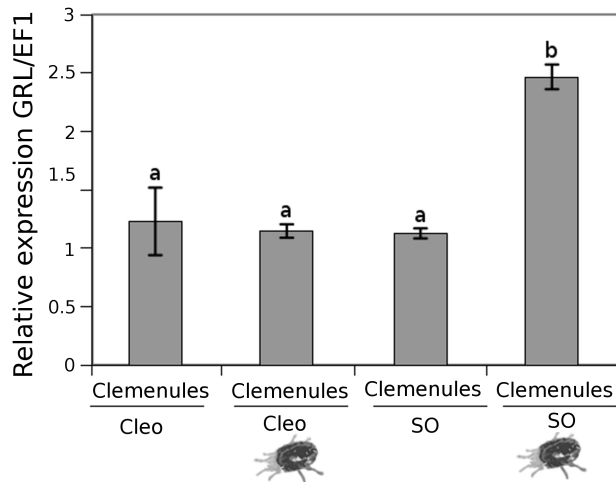 Relative expression GRL/EF1
3
2.5
2
1.5
1
0.5
0
a
a
a
b
Clemenules
Cleo
Clemenules
Cleo
Clemenules
SO
Clemenules
SO